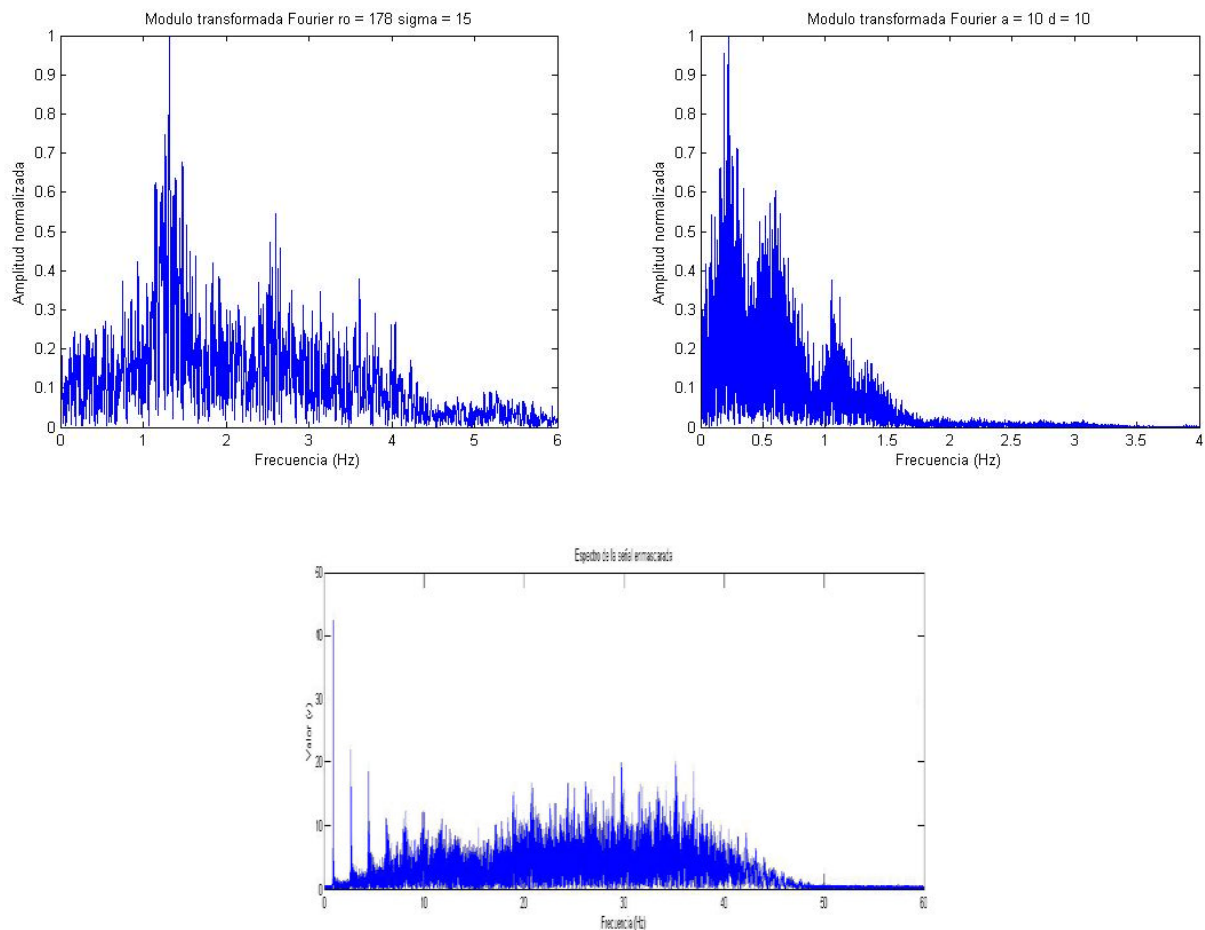 Modulo transformada Fourier ro = 178 sigma = 15
1
0.9
0.8
0.7
0.6
0.5
0.4
0.3
0.2
0.1
0
Amplitud normalizada
0 1 2 3 4 5 6
Frecuencia (Hz)
Modulo transformada Fourier a = 10 d = 10
1
0.9
0.8
0.7
0.6
0.5
0.4
0.3
0.2
0.1
0
Amplitud normalizada
0 0.5 1 1.5 2 2.5 3 3.5 4
Frecuencia (Hz)
Espectro de la señal enmascarada
50
40
30
20
10
0
Valor (v)
0 10 20 30 40 50 60
Frecuencia (Hz)